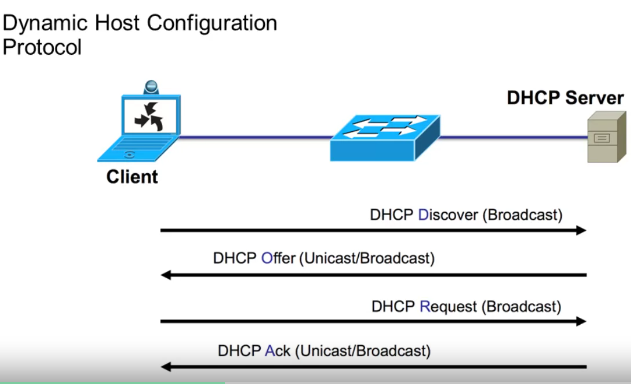 Dynamic Host Configuration
Protocol
DHCP Server
Client
DHCP Discover (Broadcast)
DHCP Offer (Unicast/Broadcast)
DHCP Request (Broadcast)
DHCP Ack (Unicast/Broadcast)